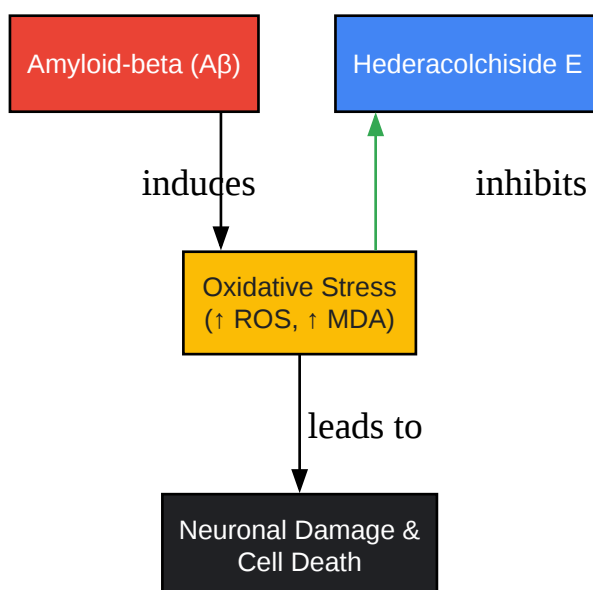 Amyloid-beta (Aβ)
Hederacolchiside E
induces
inhibits
Oxidative Stress
(↑ ROS, ↑ MDA)
leads to
Neuronal Damage &
Cell Death